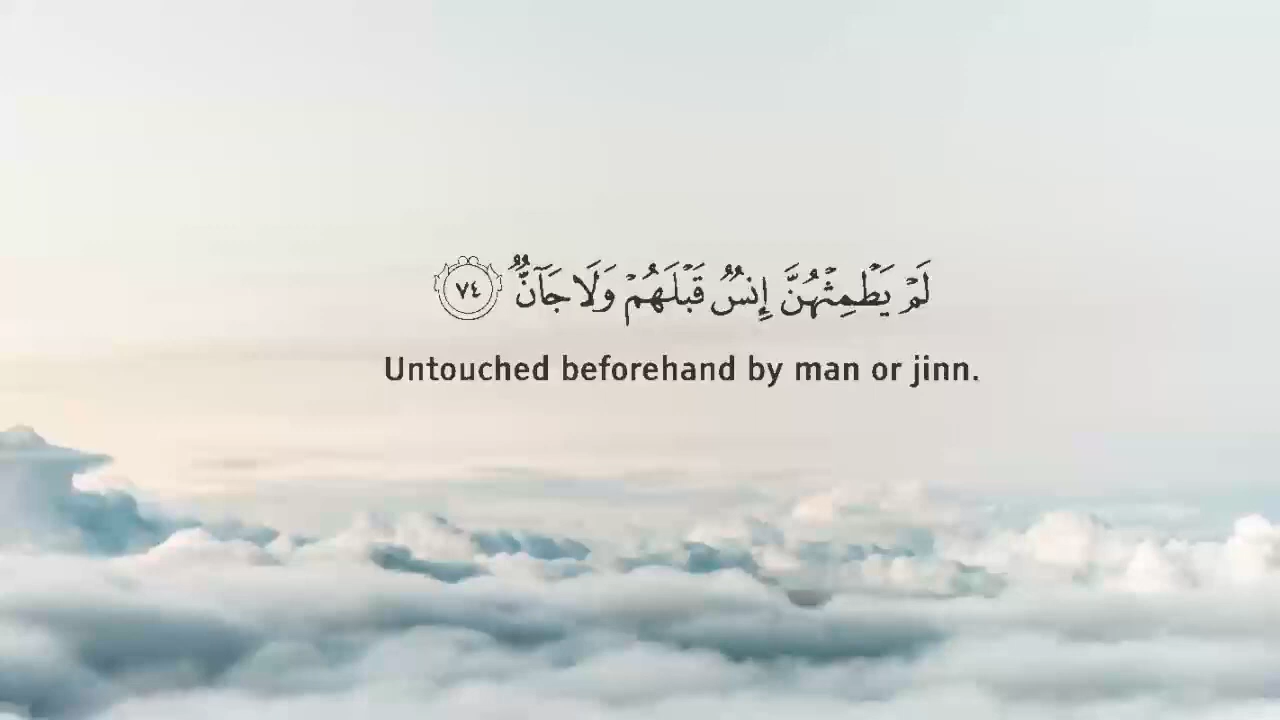 لَمْ يَطْمِثْهُنَّ إِنسٌ قَبْلَهُمْ وَلَا جَآنٌّ ٧٤
Untouched beforehand by man or jinn.